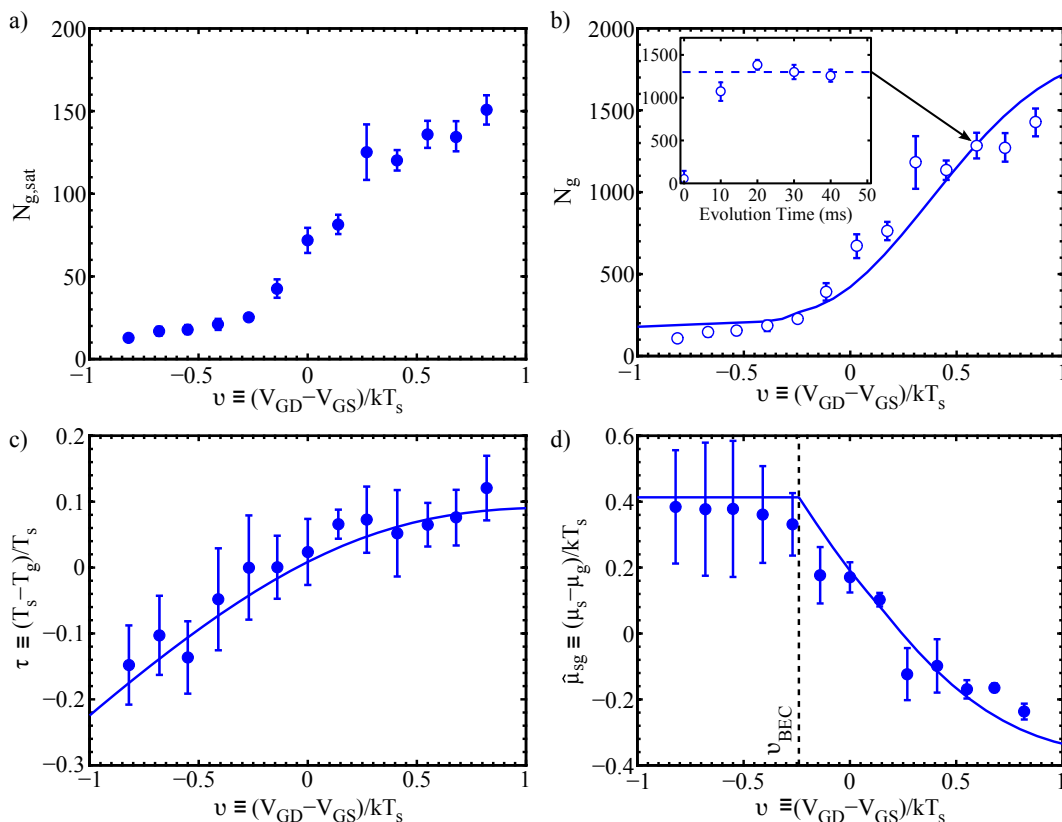 a)
200
150
100
50
0
N_g,sat
−1 −0.5 0 0.5 1
υ ≡ (V_GD−V_GS)/kT_s
b)
2000
1600
1200
800
400
0
N_g
1500
1000
500
0
0 10 20 30 40 50
Evolution Time (ms)
−1 −0.5 0 0.5 1
υ ≡ (V_GD−V_GS)/kT_s
c)
0.2
0.1
0
−0.1
−0.2
−0.3
τ ≡ (T_s−T_g)/T_s
−1 −0.5 0 0.5 1
υ ≡ (V_GD−V_GS)/kT_s
d)
0.6
0.4
0.2
0
−0.2
−0.4
μ̂_sg ≡ (μ_s−μ_g)/kT_s
υ_BEC
−1 −0.5 0 0.5 1
υ ≡ (V_GD−V_GS)/kT_s